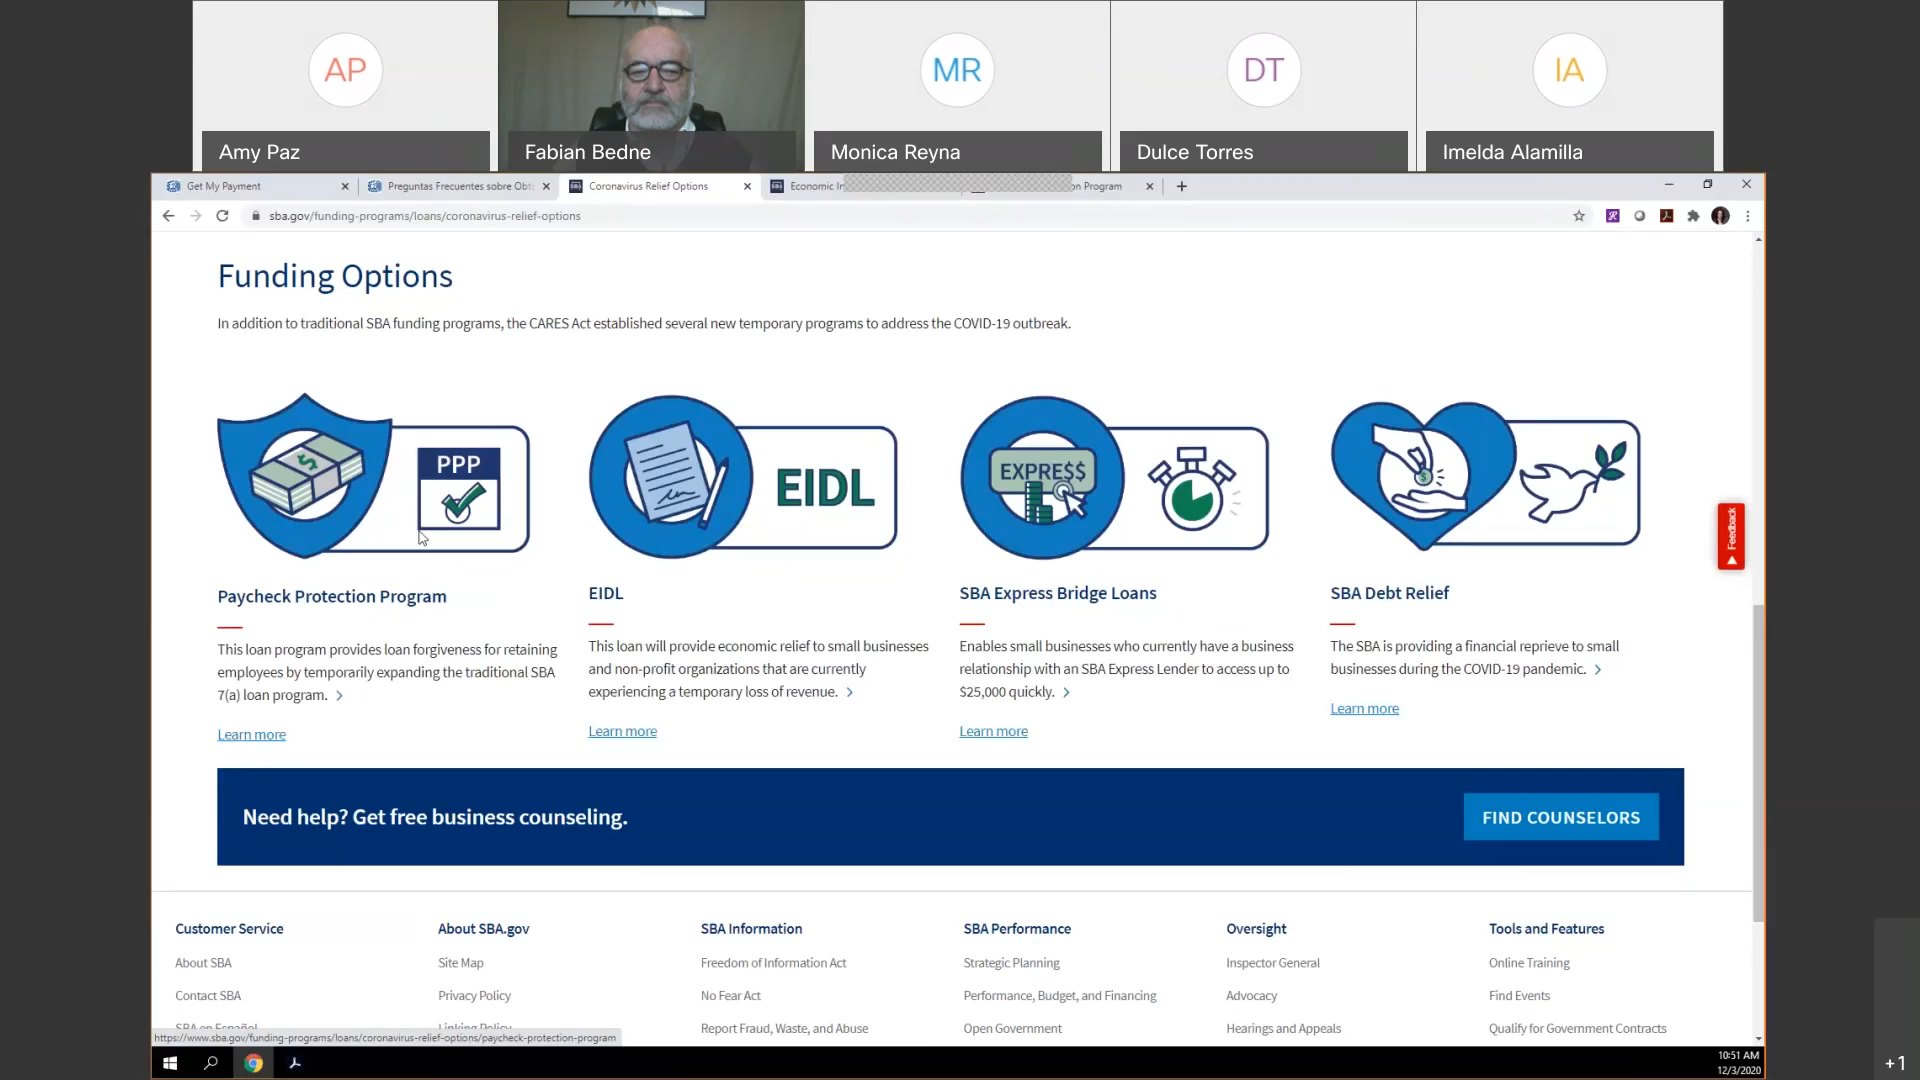 AP
MR
DT
IA
Amy Paz
Fabian Bedne
Monica Reyna
Dulce Torres
Imelda Alamilla
Get My Payment
Preguntas Frecuentes sobre Obt
Coronavirus Relief Options
Economic In
on Program
sba.gov/funding-programs/loans/coronavirus-relief-options
Funding Options
In addition to traditional SBA funding programs, the CARES Act established several new temporary programs to address the COVID-19 outbreak.
PPP
EIDL
EXPRE$$
Paycheck Protection Program
This loan program provides loan forgiveness for retaining
employees by temporarily expanding the traditional SBA
7(a) loan program.
Learn more
EIDL
This loan will provide economic relief to small businesses
and non-profit organizations that are currently
experiencing a temporary loss of revenue.
Learn more
SBA Express Bridge Loans
Enables small businesses who currently have a business
relationship with an SBA Express Lender to access up to
$25,000 quickly.
Learn more
SBA Debt Relief
The SBA is providing a financial reprieve to small
businesses during the COVID-19 pandemic.
Learn more
Feedback
Need help? Get free business counseling.
FIND COUNSELORS
Customer Service
About SBA
Contact SBA
SBA en Español
About SBA.gov
Site Map
Privacy Policy
Linking Policy
SBA Information
Freedom of Information Act
No Fear Act
Report Fraud, Waste, and Abuse
SBA Performance
Strategic Planning
Performance, Budget, and Financing
Open Government
Oversight
Inspector General
Advocacy
Hearings and Appeals
Tools and Features
Online Training
Find Events
Qualify for Government Contracts
https://www.sba.gov/funding-programs/loans/coronavirus-relief-options/paycheck-protection-program
10:51 AM
12/3/2020
+1